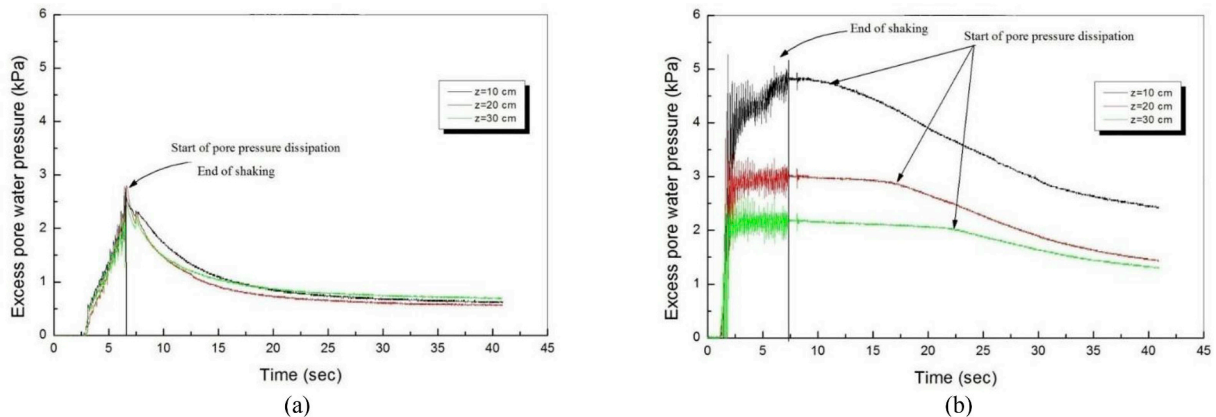 6
5
4
3
2
1
0
Excess pore water pressure (kPa)
z=10 cm
z=20 cm
z=30 cm
Start of pore pressure dissipation
End of shaking
0 5 10 15 20 25 30 35 40 45
Time (sec)
(a)
6
5
4
3
2
1
0
Excess pore water pressure (kPa)
End of shaking
Start of pore pressure dissipation
z=10 cm
z=20 cm
z=30 cm
0 5 10 15 20 25 30 35 40 45
Time (sec)
(b)